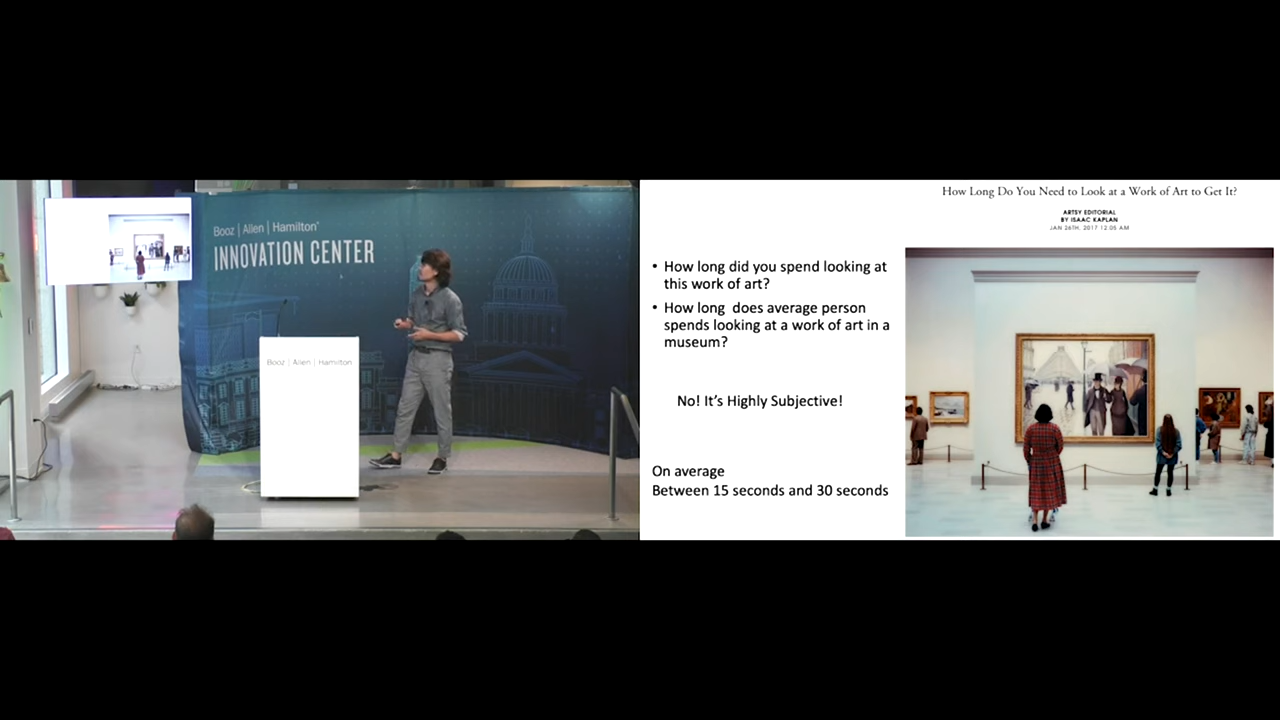 Booz | Allen | Hamilton®
INNOVATION CENTER
Booz | Allen | Hamilton
How Long Do You Need to Look at a Work of Art to Get It?
ARTSY EDITORIAL
BY ISAAC KAPLAN
JAN 26TH, 2017 12:05 AM
• How long did you spend looking at
this work of art?
• How long  does average person
spends looking at a work of art in a
museum?
No! It’s Highly Subjective!
On average
Between 15 seconds and 30 seconds